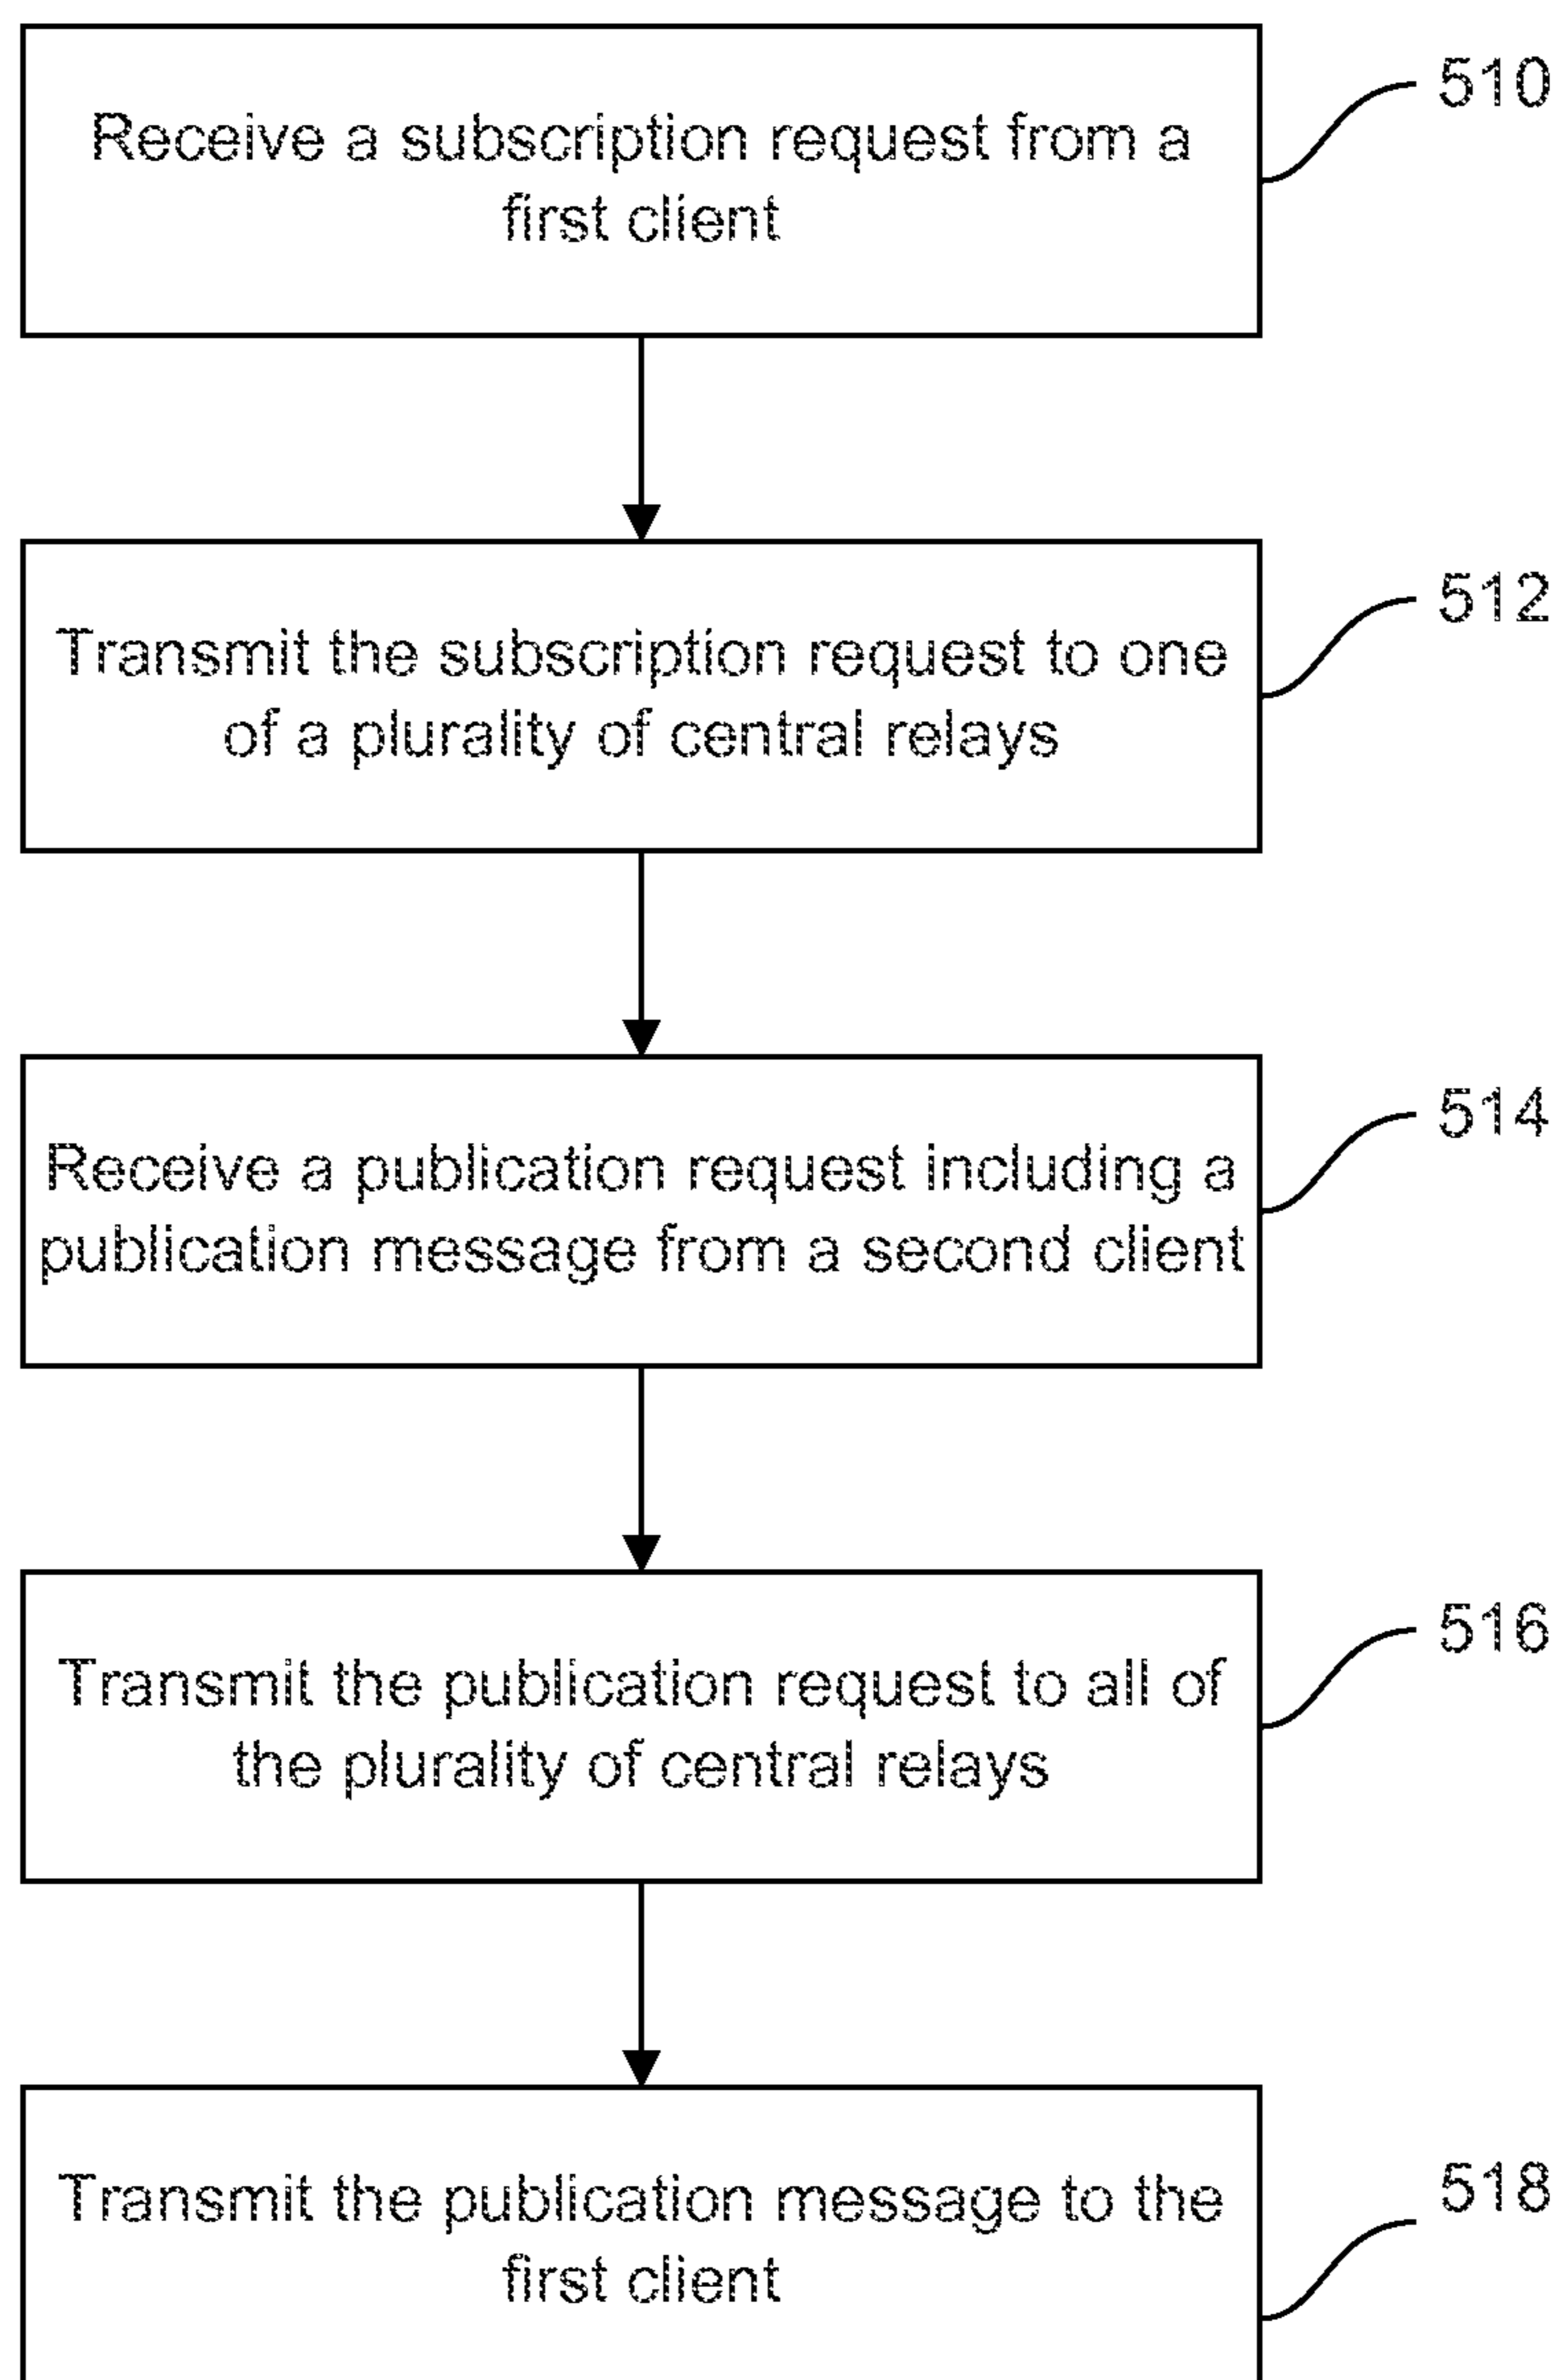 Receive a subscription request from a
first client
510
Transmit the subscription request to one
of a plurality of central relays
512
Receive a publication request including a
publication message from a second client
514
Transmit the publication request to all of
the plurality of central relays
516
Transmit the publication message to the
first client
518